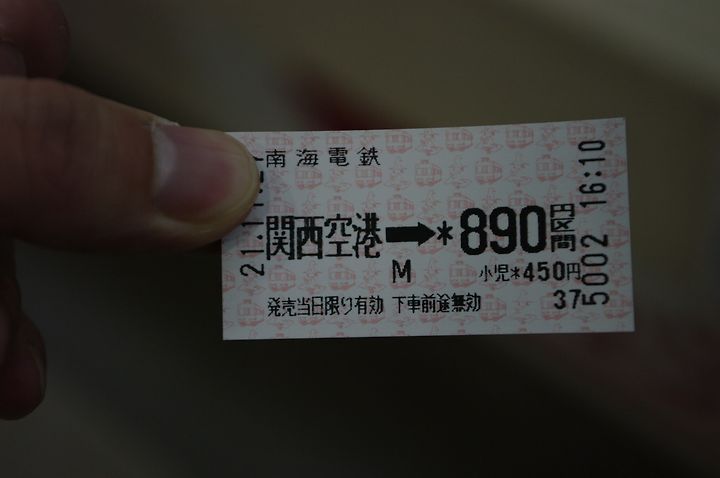 南海電鉄
関西空港➡＊890円区間
M 小児＊450円
発売当日限り有効 下車前途無効
37
21.11.
5002 16:10